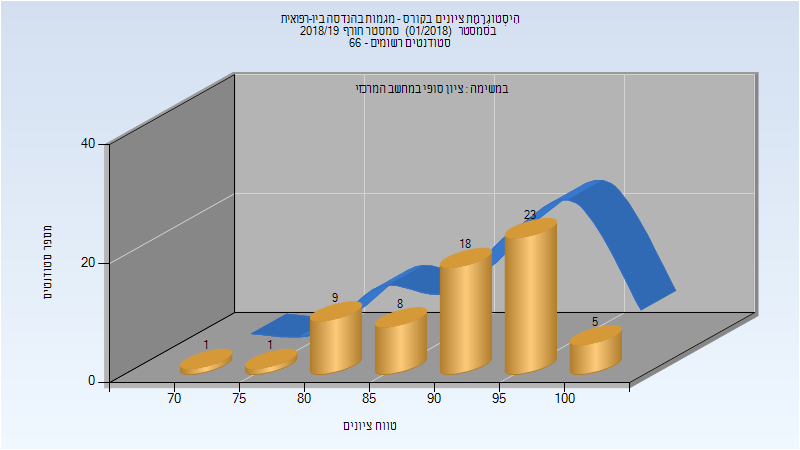 הִיסְטוֹגְרָמַת ציונים בקורס - מגמות בהנדסה ביו-רפואית
בסמסטר (01/2018) סמסטר חורף 2018/19
סטודנטים רשומים - 66
במשימה : ציון סופי במחשב המרכזי
40
20
0
מספר סטודנטים
1
1
9
8
18
23
5
70
75
80
85
90
95
100
טווח ציונים